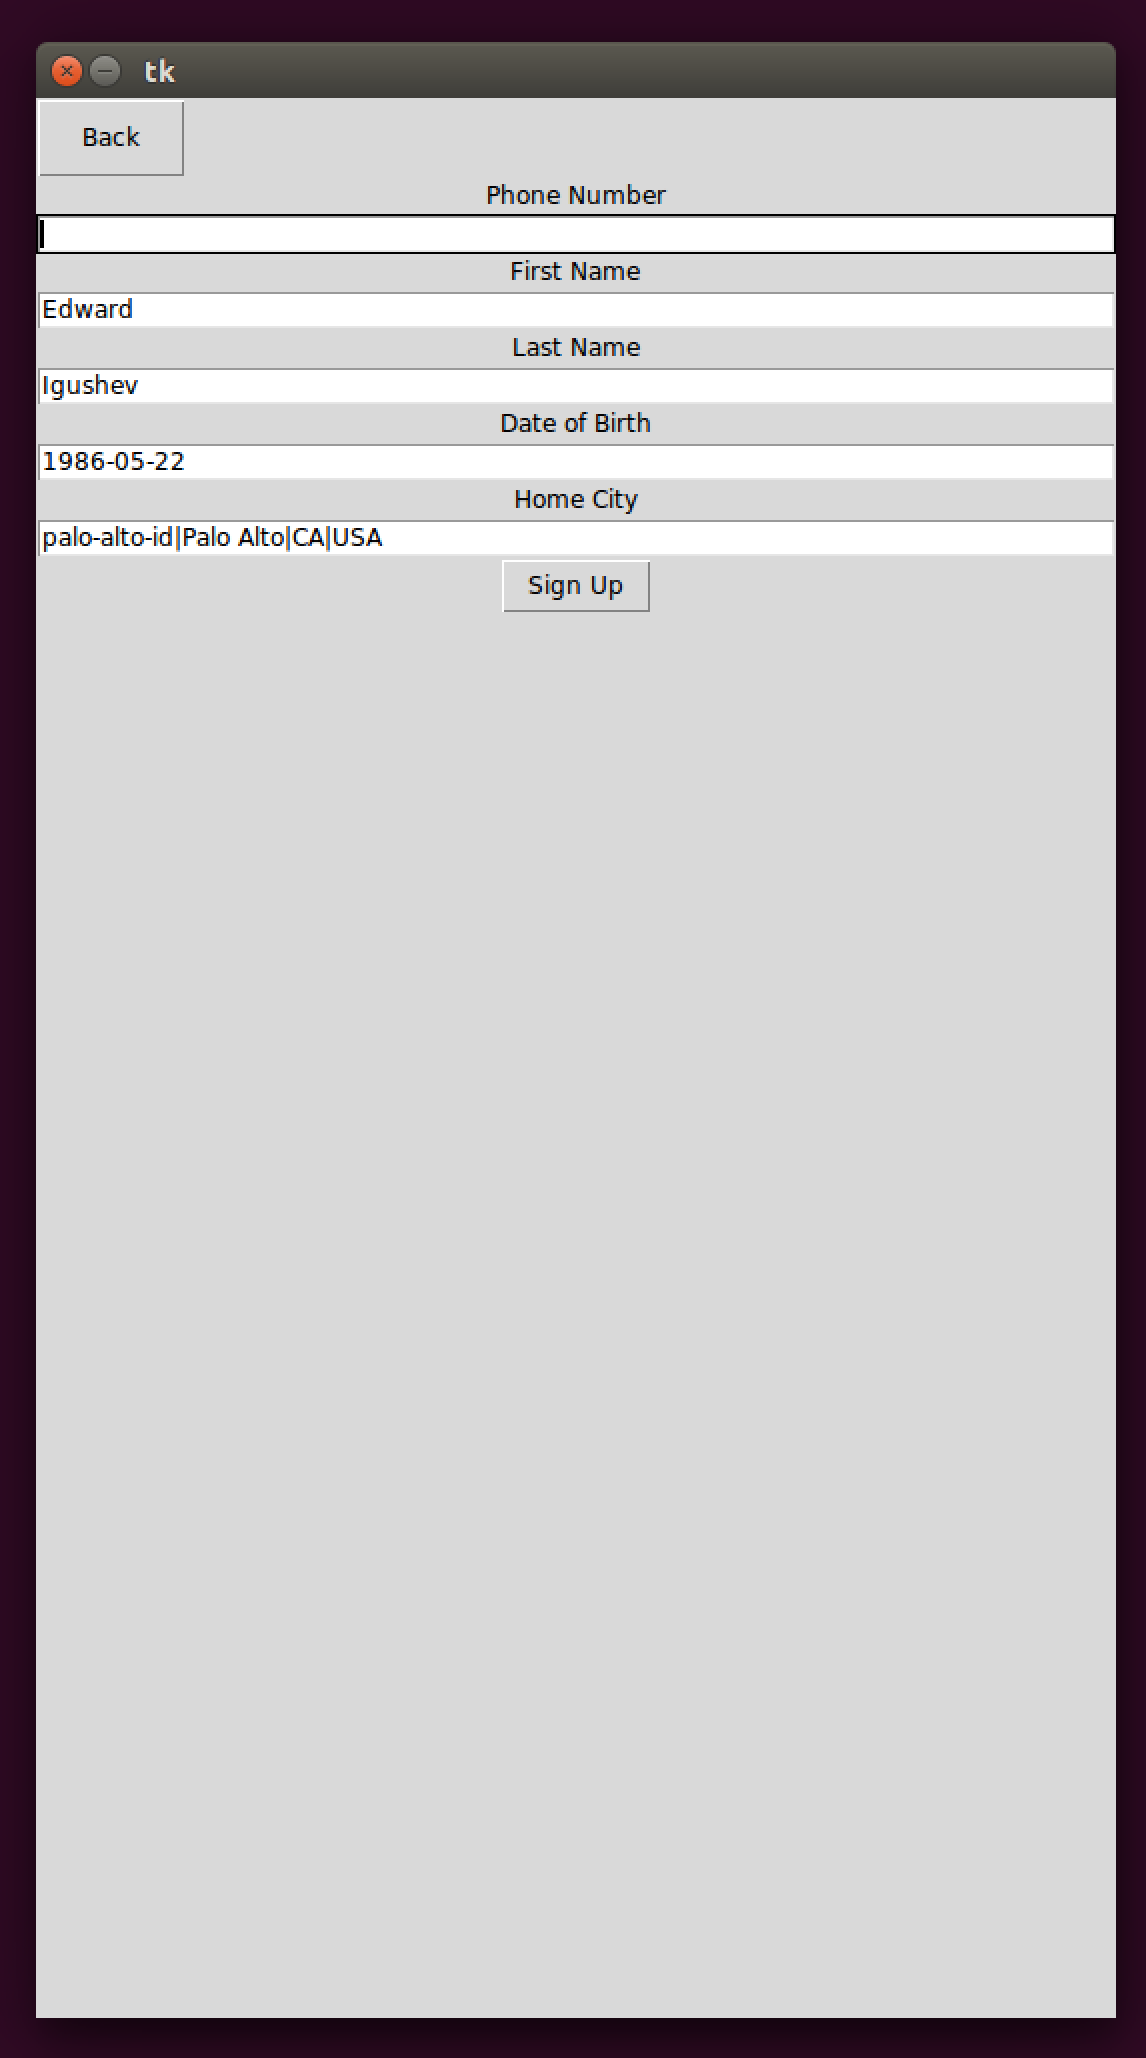 tk
Back
Phone Number
First Name
Edward
Last Name
Igushev
Date of Birth
1986-05-22
Home City
palo-alto-id|Palo Alto|CA|USA
Sign Up